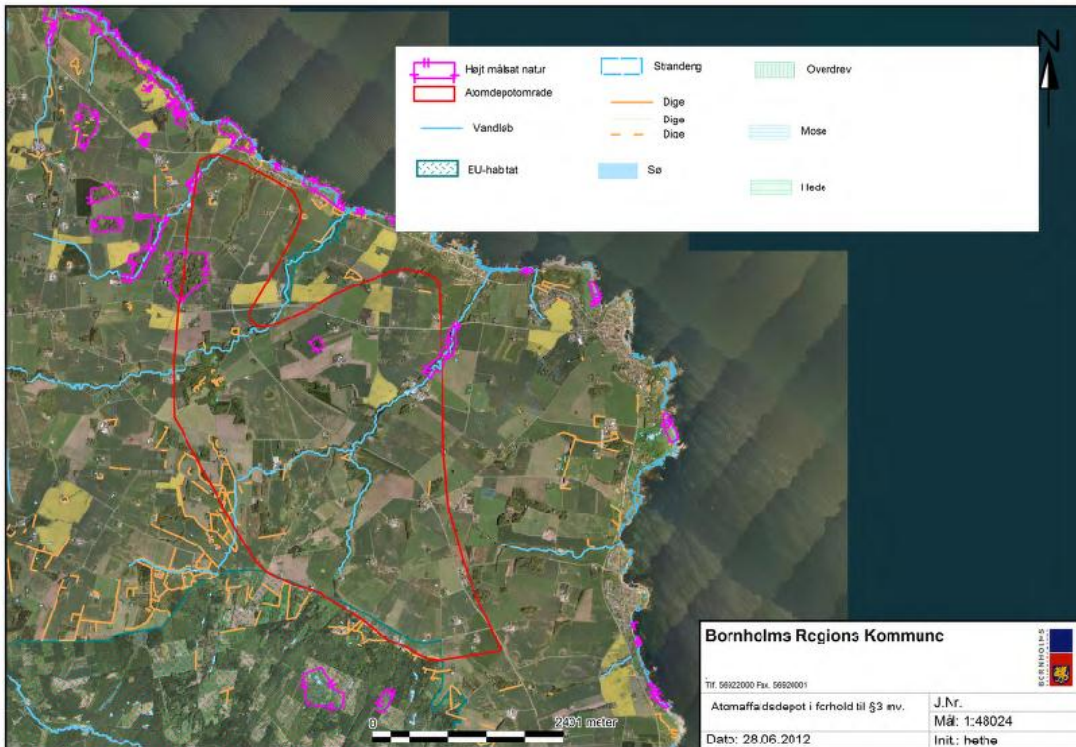 N
Højt målsat natur
Atomdepotområde
Vandløb
EU-habitat
Strandeng
Dige
Dige
Dige
Sø
Overdrev
Mose
Hede
0 2431 meter
Bornholms Regions Kommune
BORNHOLMS
Tlf. 56922000 Fax. 56926001
Atomaffaldsdepot i forhold til §3 mv.
J.Nr.
Mål: 1:48024
Dato: 28.06.2012
Init.: hethe